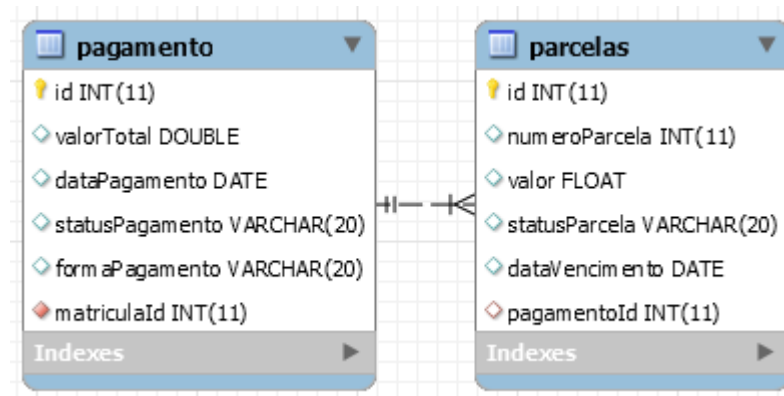 pagamento
id INT(11)
valorTotal DOUBLE
dataPagamento DATE
statusPagamento VARCHAR(20)
formaPagamento VARCHAR(20)
matriculaId INT(11)
Indexes
parcelas
id INT(11)
numeroParcela INT(11)
valor FLOAT
statusParcela VARCHAR(20)
dataVencimento DATE
pagamentoId INT(11)
Indexes